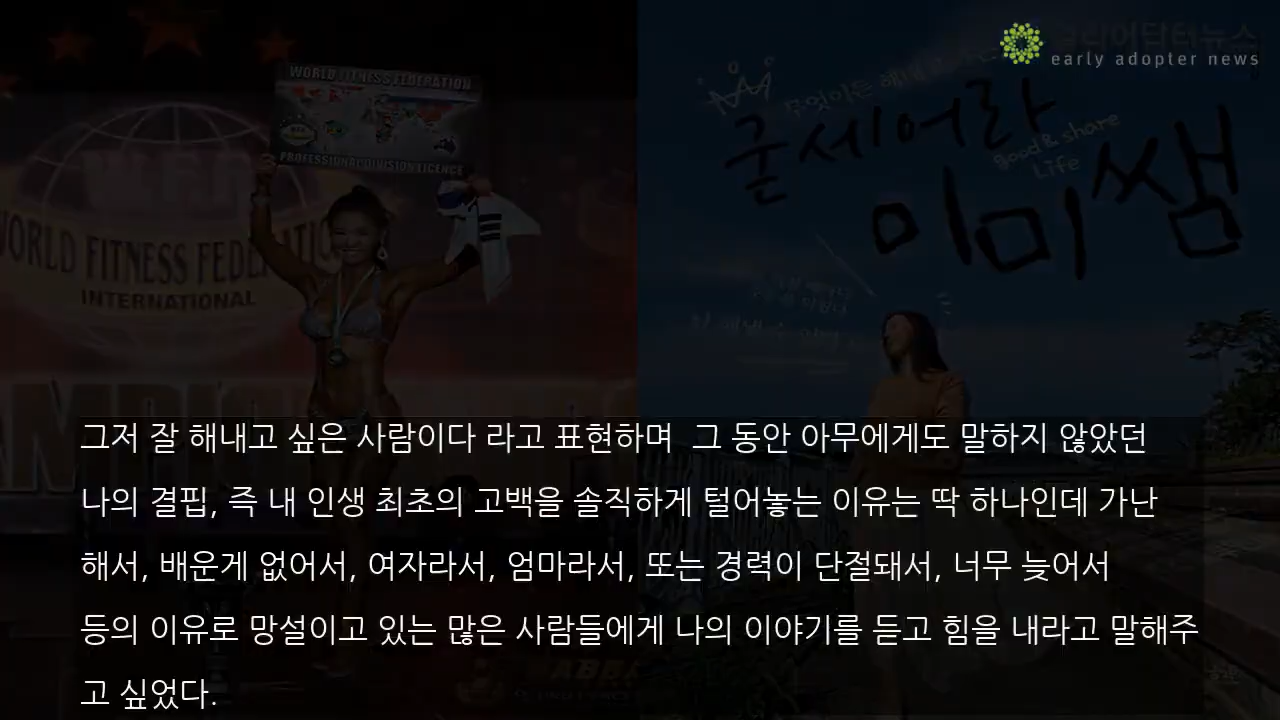 early adopter news
WORLD FITNESS FEDERATION
PROFESSIONAL DIVISION LICENCE
WORLD FITNESS FEDERATION
INTERNATIONAL
굳세어라
good & share
Life
이미쌤
그저 잘 해내고 싶은 사람이다 라고 표현하며 그 동안 아무에게도 말하지 않았던
나의 결핍, 즉 내 인생 최초의 고백을 솔직하게 털어놓는 이유는 딱 하나인데 가난
해서, 배운게 없어서, 여자라서, 엄마라서, 또는 경력이 단절돼서, 너무 늦어서
등의 이유로 망설이고 있는 많은 사람들에게 나의 이야기를 듣고 힘을 내라고 말해주
고 싶었다.